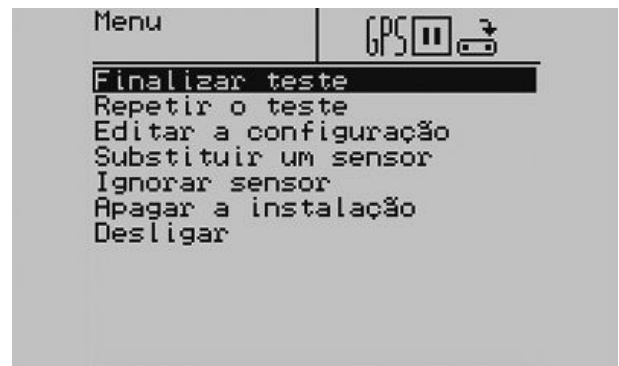 Menu
GPS
Finalizar teste
Repetir o teste
Editar a configuração
Substituir um sensor
Ignorar sensor
Apagar a instalação
Desligar